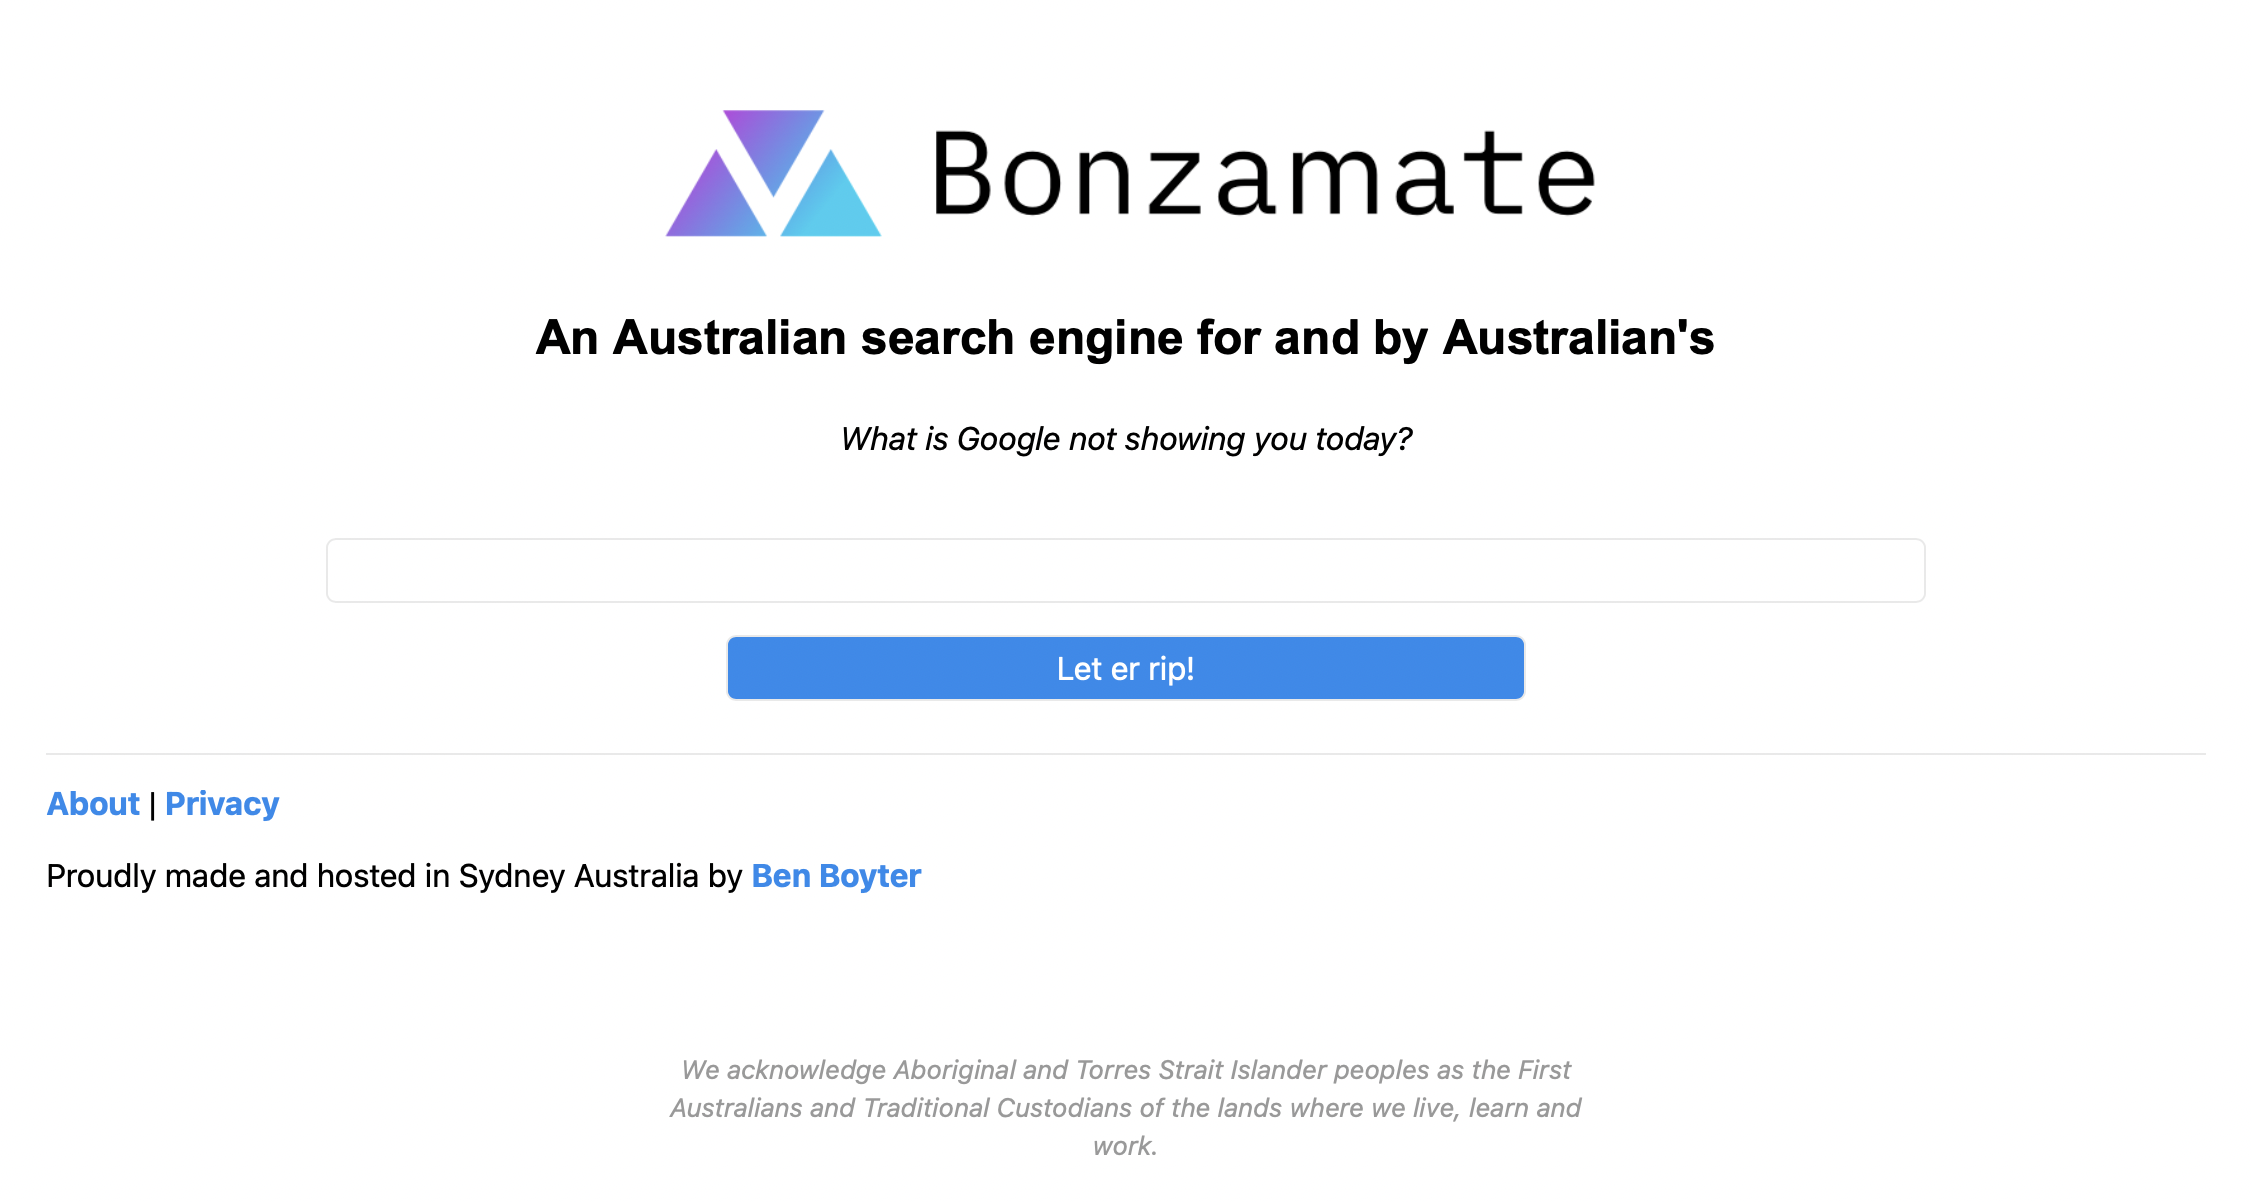 Bonzamate
An Australian search engine for and by Australian's
What is Google not showing you today?
Let er rip!
About | Privacy
Proudly made and hosted in Sydney Australia by Ben Boyter
We acknowledge Aboriginal and Torres Strait Islander peoples as the First
Australians and Traditional Custodians of the lands where we live, learn and
work.